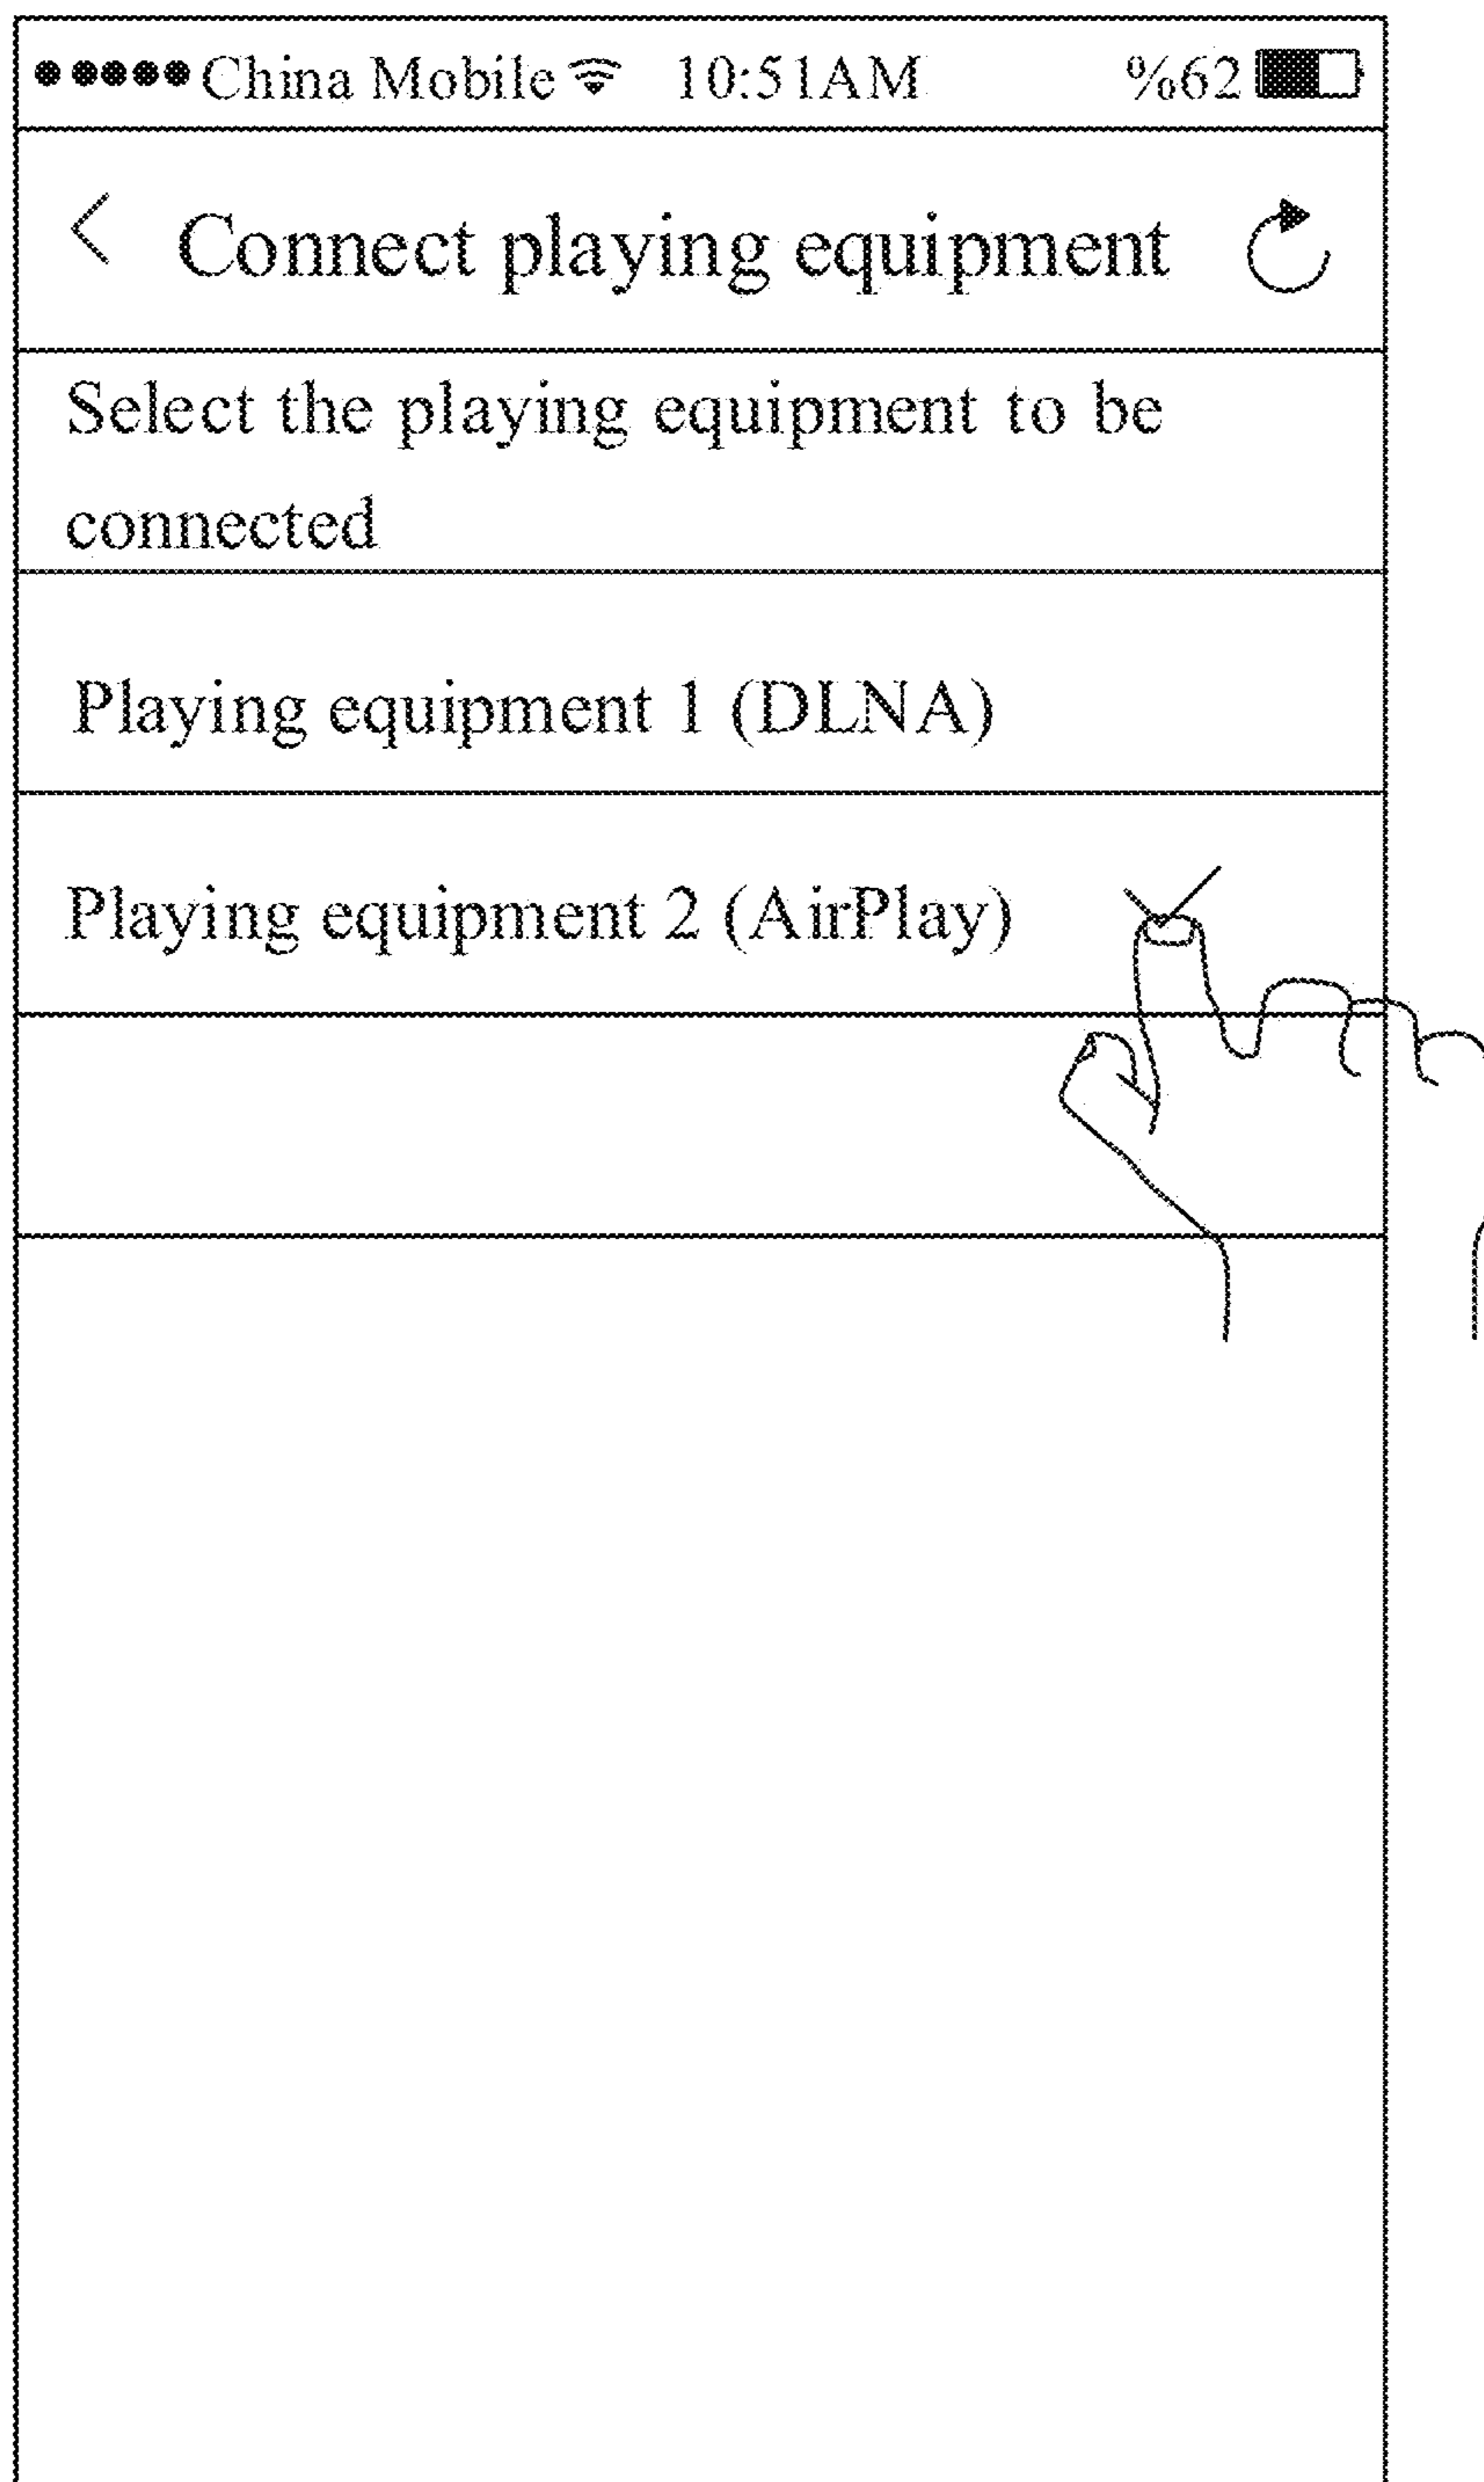 China Mobile 10:51AM %62
Connect playing equipment
Select the playing equipment to be
connected
Playing equipment 1 (DLNA)
Playing equipment 2 (AirPlay)